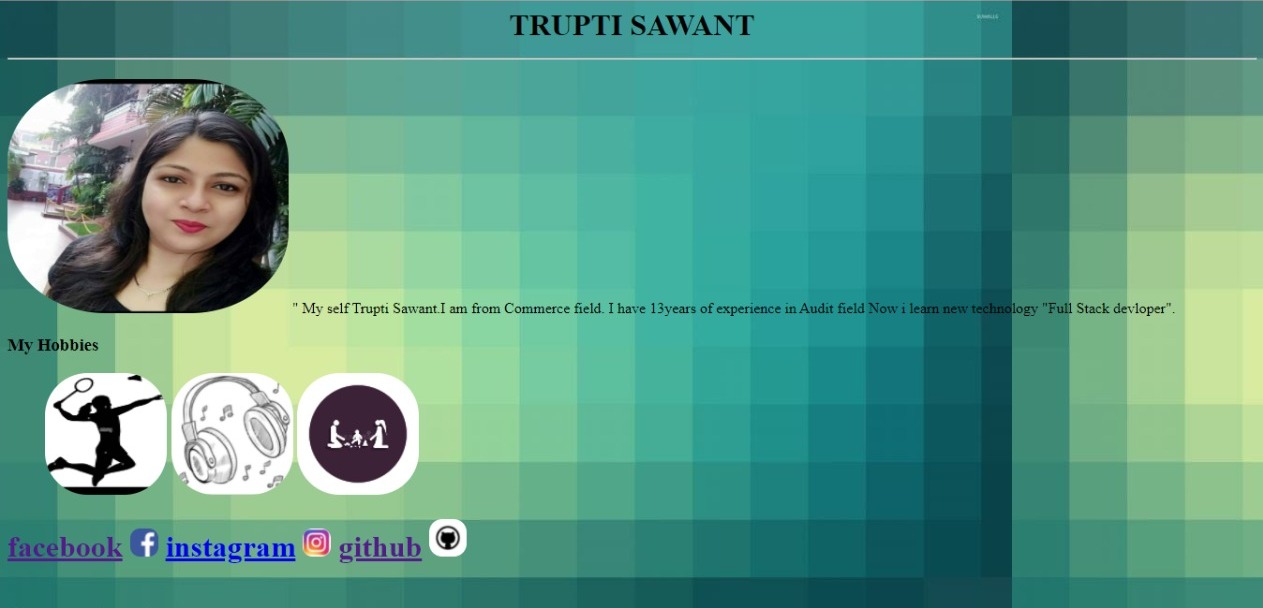 TRUPTI SAWANT
" My self Trupti Sawant.I am from Commerce field. I have 13years of experience in Audit field Now i learn new technology "Full Stack devloper".
My Hobbies
facebook instagram github